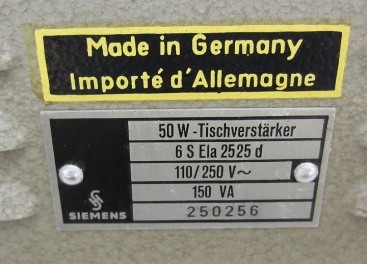 Made in Germany
Importé d'Allemagne
50 W-Tischverstärker
6 S Ela 2525 d
110/250 V~
150 VA
250256
SIEMENS